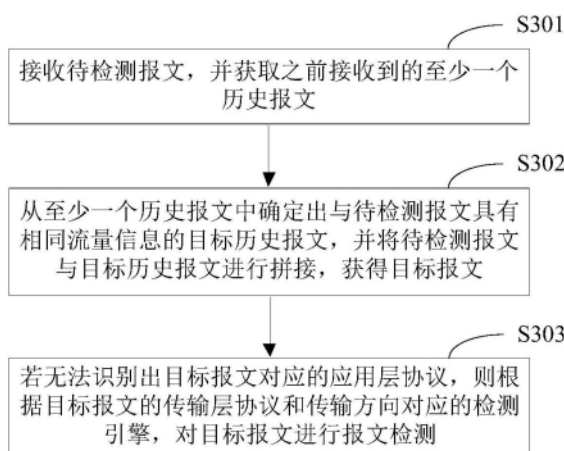 S301
接收待检测报文，并获取之前接收到的至少一个
历史报文
S302
从至少一个历史报文中确定出与待检测报文具有
相同流量信息的目标历史报文，并将待检测报文
与目标历史报文进行拼接，获得目标报文
S303
若无法识别出目标报文对应的应用层协议，则根
据目标报文的传输层协议和传输方向对应的检测
引擎，对目标报文进行报文检测